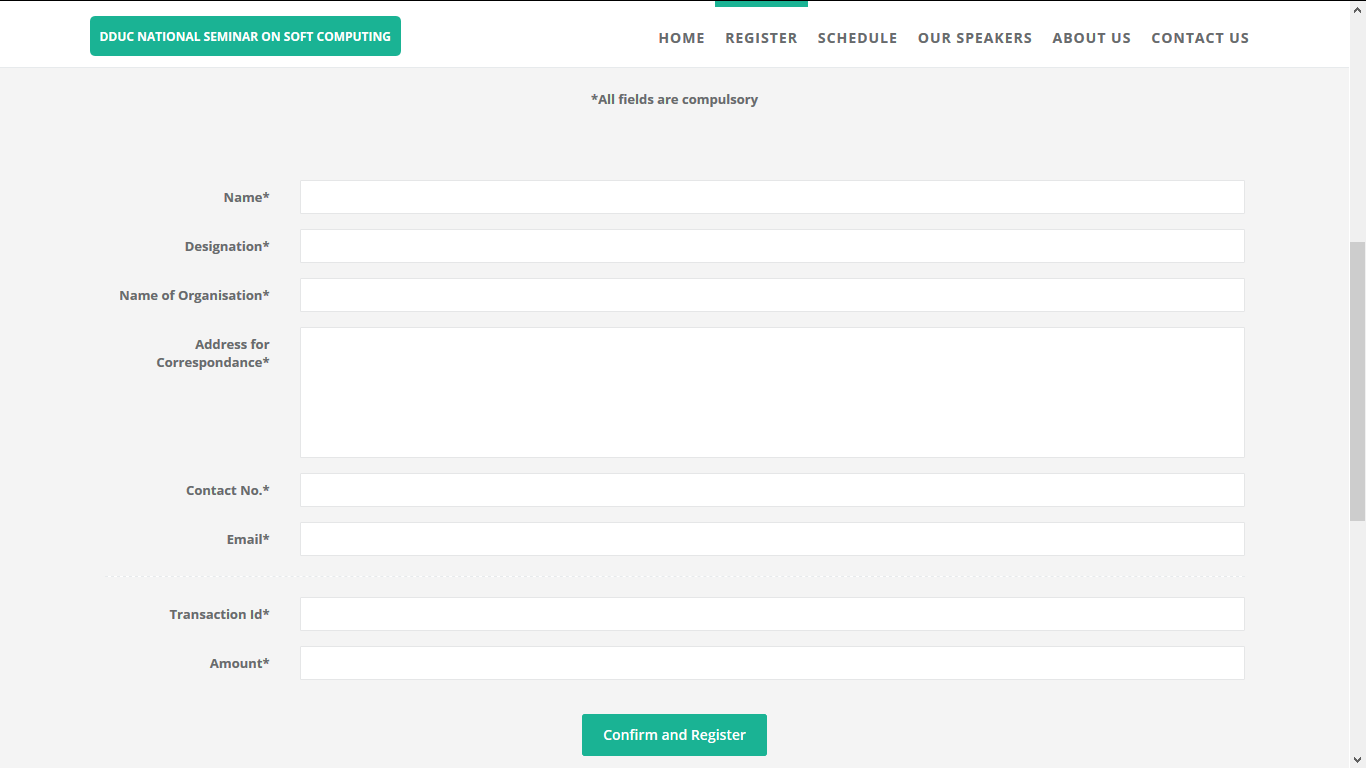 DDUC NATIONAL SEMINAR ON SOFT COMPUTING
HOME REGISTER SCHEDULE OUR SPEAKERS ABOUT US CONTACT US
*All fields are compulsory
Name*
Designation*
Name of Organisation*
Address for
Correspondance*
Contact No.*
Email*
Transaction Id*
Amount*
Confirm and Register